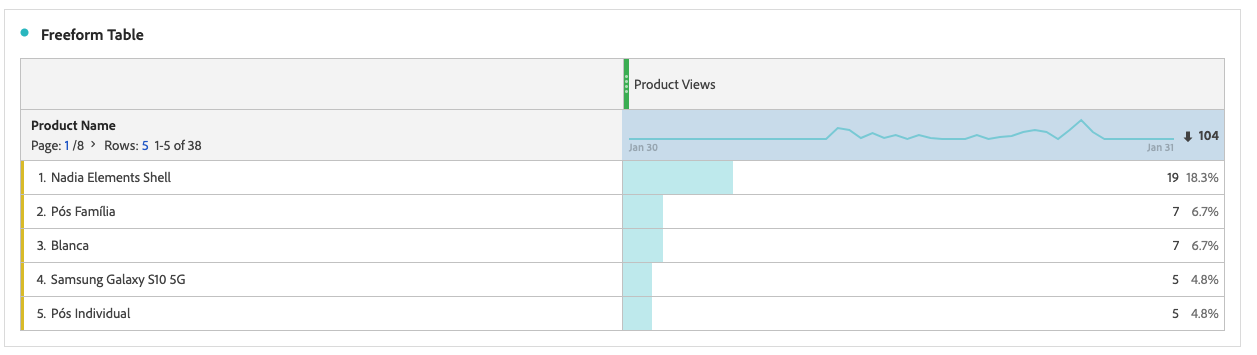 Freeform Table
Product Views
Product Name
Page: 1 /8 > Rows: 5 1-5 of 38
Jan 30
Jan 31
104
1. Nadia Elements Shell
19 18.3%
2. Pós Família
7 6.7%
3. Blanca
7 6.7%
4. Samsung Galaxy S10 5G
5 4.8%
5. Pós Individual
5 4.8%